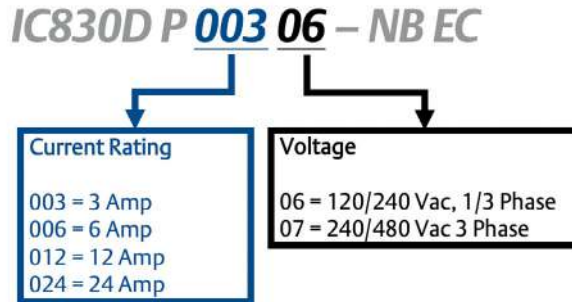 IC830D P 003 06 – NB EC
Current Rating
003 = 3 Amp
006 = 6 Amp
012 = 12 Amp
024 = 24 Amp
Voltage
06 = 120/240 Vac, 1/3 Phase
07 = 240/480 Vac 3 Phase